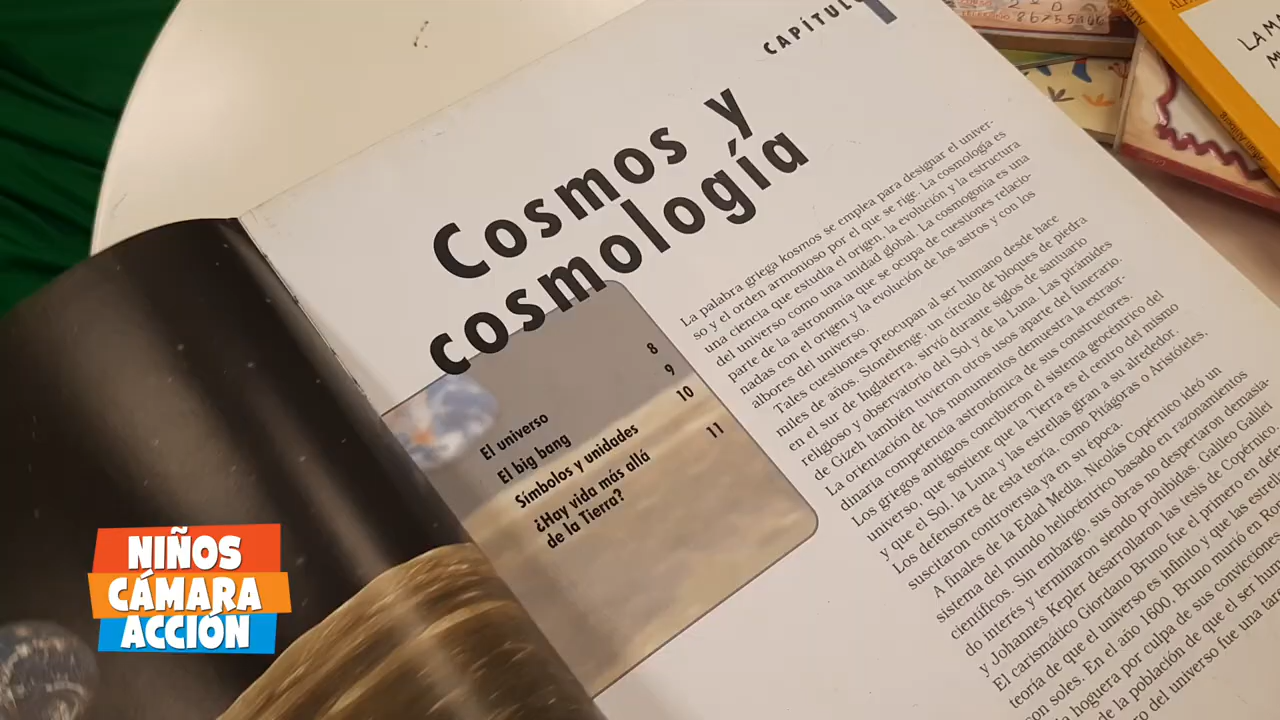 CAPÍTULO 1
Cosmos y
cosmología
El universo 8
El big bang 9
Símbolos y unidades 10
¿Hay vida más allá
de la Tierra? 11
La palabra griega kosmos se emplea para designar el univer-
so y el orden armonioso por el que se rige. La cosmología es
una ciencia que estudia el origen, la evolución y la estructura
del universo como una unidad global. La cosmogonía es una
parte de la astronomía que se ocupa de cuestiones relacio-
nadas con el origen y la evolución de los astros y con los
albores del universo.
Tales cuestiones preocupan al ser humano desde hace
miles de años. Stonehenge, un círculo de bloques de piedra
en el sur de Inglaterra, sirvió durante siglos de santuario
religioso y observatorio del Sol y de la Luna. Las pirámides
de Gizeh también tuvieron otros usos aparte del funerario.
La orientación de los monumentos demuestra la extraor-
dinaria competencia astronómica de sus constructores.
Los griegos antiguos concibieron el sistema geocéntrico del
universo, que sostiene que la Tierra es el centro del mismo
y que el Sol, la Luna y las estrellas giran a su alrededor.
Los defensores de esta teoría, como Pitágoras o Aristóteles,
suscitaron controversia ya en su época.
A finales de la Edad Media, Nicolás Copérnico ideó un
sistema del mundo heliocéntrico basado en razonamientos
científicos. Sin embargo, sus obras no despertaron demasia-
do interés y terminaron siendo prohibidas. Galileo Galilei
y Johannes Kepler desarrollaron las tesis de Copérnico.
El carismático Giordano Bruno fue el primero en
teoría de que el universo es infinito y que las
son soles. En el año 1600, Bruno murió en
hoguera por culpa de sus convicciones
de la población de que el ser
del universo fue una
NIÑOS
CÁMARA
ACCIÓN